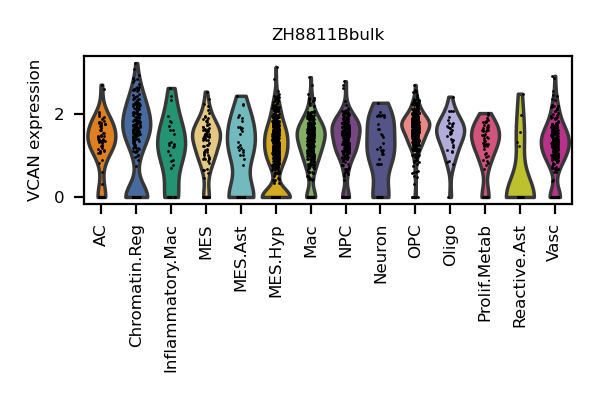 ZH8811Bbulk
VCAN expression
2
0
AC
Chromatin.Reg
Inflammatory.Mac
MES
MES.Ast
MES.Hyp
Mac
NPC
Neuron
OPC
Oligo
Prolif.Metab
Reactive.Ast
Vasc